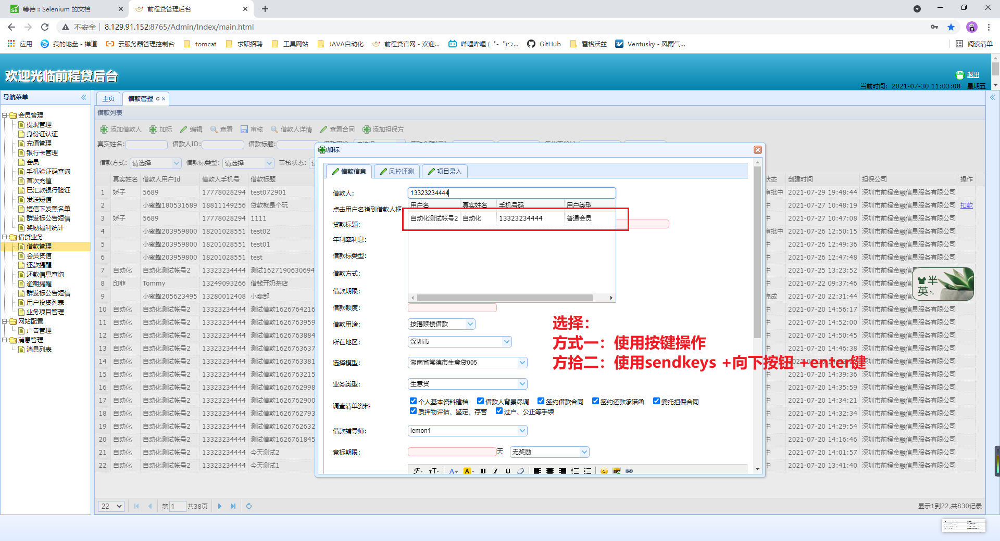 等待 :: Selenium 的文档
前程贷管理后台
不安全 8.129.91.152:8765/Admin/Index/main.html
应用 我的地盘 - 禅道 云服务器管理控制台 tomcat 求职招聘 工具网站 JAVA自动化 前程贷官网 - 欢迎... 哔哩哔哩 ( ゜- ゜)つ... GitHub 霍格沃兹 Ventusky - 风雨气... 阅读清单
欢迎光临前程贷后台
退出
当前时间: 2021-07-30 11:03:08 星期五
导航菜单
会员管理
提现管理
身份证认证
充值管理
银行卡管理
会员
手机验证码查询
首次充值
已汇款银行验证
发送短信
短信下发黑名单
群发标公告短信
奖励福利统计
借贷业务
借款管理
会员资信
还款提醒
还款信息查询
逾期提醒
群发标公告短信
用户投资列表
业务项目管理
网站配置
广告管理
消息管理
消息列表
主页 借款管理
借款列表
添加借款人 加标 编辑 查看 审核 借款人详情 查看合同 添加担保方
真实姓名: 借款人ID: 借款标题:
借款方式: 请选择 借款标类型: 请选择 审核状态:
真实姓名 借款人用户Id 借款人手机号 借款标题
1 娇子 5689 17778028294 test072901
2 小蜜蜂180531689 18811149256 贷款就是个玩
3 娇子 5689 17778028294 1111
4 小蜜蜂203959800 18201028551 test02
5 小蜜蜂203959800 18201028551 test01
6 小蜜蜂203959800 18201028551 test
7 自动化 自动化测试帐号2 13323234444 测试1627190630694
8 印菲 Tommy 13249093266 借钱开奶茶店
9 小蜜蜂205623495 13280012408 小卖部
10 自动化 自动化测试帐号2 13323234444 测试借款1626764216
11 自动化 自动化测试帐号2 13323234444 测试借款1626763959
12 自动化 自动化测试帐号2 13323234444 测试借款1626763884
13 自动化 自动化测试帐号2 13323234444 测试借款1626763637
14 自动化 自动化测试帐号2 13323234444 测试借款1626763381
15 自动化 自动化测试帐号2 13323234444 测试借款1626763215
16 自动化 自动化测试帐号2 13323234444 测试借款1626762998
17 自动化 自动化测试帐号2 13323234444 测试借款1626762900
18 自动化 自动化测试帐号2 13323234444 测试借款1626762793
19 自动化 自动化测试帐号2 13323234444 测试借款1626762632
20 自动化 自动化测试帐号2 13323234444 测试借款1626761845
21 自动化 自动化测试帐号2 13323234444 今天测试2
22 自动化 自动化测试帐号2 13323234444 今天测试1
加标
借款信息 风控评测 项目录入
借款人: 13323234444
用户名 真实姓名 手机号码 用户类型
点击用户名拷到借款人框
自动化测试帐号2 自动化 13323234444 普通会员
贷款标题:
年利率利息:
借款标类型:
借款方式:
借款期限:
借款额度:
借款用途: 按揭赎楼借款
所在地区: 深圳市
选择模型: 湖南省常德市生意贷005
业务类型: 生意贷
调查清单资料
个人基本资料建档 借款人背景尽调 签约借款合同 签约还款承诺函 委托担保合同
质押物评估、鉴定、存管 过户、公正等手续
借款辅导师: lemon1
竞标期限: 天 无奖励
选择：
方式一：使用按键操作
方拾二：使用sendkeys +向下按钮 +enter键
状态 创建时间 担保公司 操作
审批中 2021-07-29 19:48:44 深圳市前程金融信息服务有限公司
中 2021-07-27 10:48:19 深圳市前程金融信息服务有限公司 扣款
中 2021-07-27 10:47:08 深圳市前程金融信息服务有限公司
审批中 2021-07-26 12:50:15 深圳市前程金融信息服务有限公司
中 2021-07-26 12:49:36 深圳市前程金融信息服务有限公司
中 2021-07-26 12:47:48 深圳市前程金融信息服务有限公司
中 2021-07-25 13:23:52 深圳市前程金融信息
中 2021-07-22 09:37:46 深圳市前程金融信
完成 2021-07-20 22:31:44 深圳市前程金融信
中 2021-07-20 14:56:17 深圳市前程金融信息服务有限公司
中 2021-07-20 14:52:00 深圳市前程金融信息服务有限公司
中 2021-07-20 14:50:45 深圳市前程金融信息服务有限公司
中 2021-07-20 14:46:38 深圳市前程金融信息服务有限公司
深圳市前程金融信息服务有限公司
中 2021-07-20 14:39:36 深圳市前程金融信息服务有限公司
中 2021-07-20 14:35:59 深圳市前程金融信息服务有限公司
中 2021-07-20 14:34:21 深圳市前程金融信息服务有限公司
中 2021-07-20 14:32:34 深圳市前程金融信息服务有限公司
中 2021-07-20 14:29:54 深圳市前程金融信息服务有限公司
中 2021-07-20 14:16:46 深圳市前程金融信息服务有限公司
中 2021-07-20 14:01:57 深圳市前程金融信息服务有限公司
中 2021-07-20 13:41:40 深圳市前程金融信息服务有限公司
半
英
22 第 1 共38页
显示1到22,共830记录